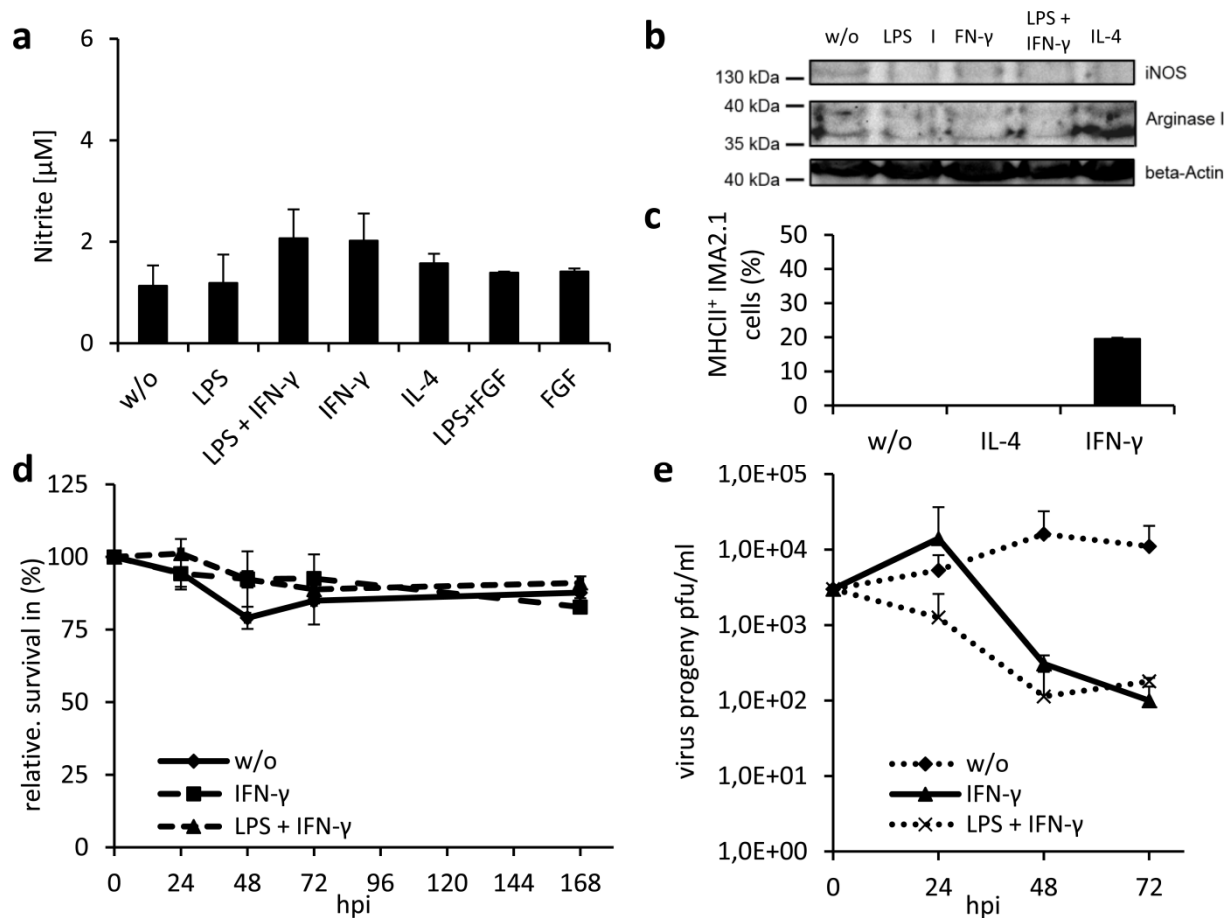 a
6
4
2
0
Nitrite [µM]
w/o
LPS
LPS + IFN-γ
IFN-γ
IL-4
LPS+FGF
FGF
b
w/o LPS I FN-γ LPS + IFN-γ IL-4
130 kDa
iNOS
40 kDa
35 kDa
Arginase I
40 kDa
beta-Actin
c
MHCII⁺ IMA2.1
cells (%)
50
40
30
20
10
0
w/o IL-4 IFN-γ
d
125
100
75
50
25
0
relative. survival in (%)
w/o
IFN-γ
LPS + IFN-γ
0 24 48 72 96 120 144 168
hpi
e
1,0E+05
1,0E+04
1,0E+03
1,0E+02
1,0E+01
1,0E+00
virus progeny pfu/ml
w/o
IFN-γ
LPS + IFN-γ
0 24 48 72
hpi